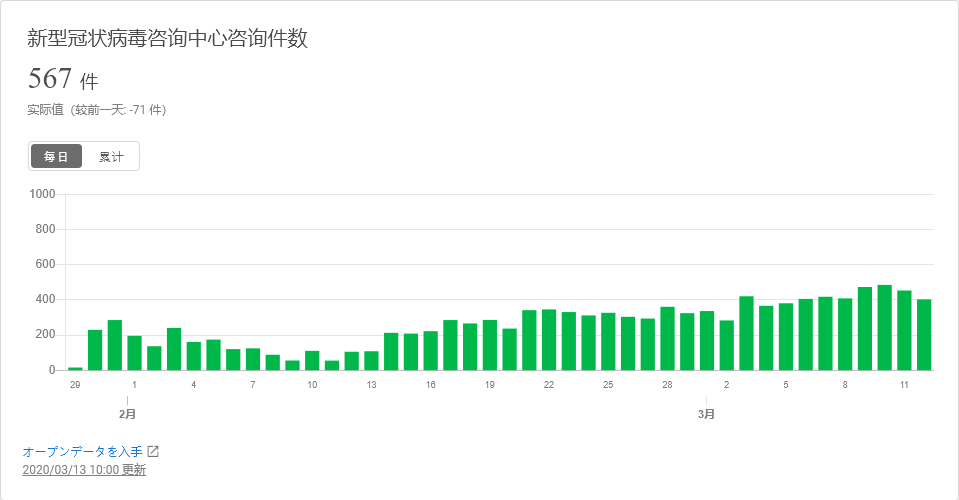 新型冠状病毒咨询中心咨询件数
567 件
实际值（较前一天: -71 件）
每日 累计
1000
800
600
400
200
0
29 1 4 7 10 13 16 19 22 25 28 2 5 8 11
2月 3月
オープンデータを入手
2020/03/13 10:00 更新